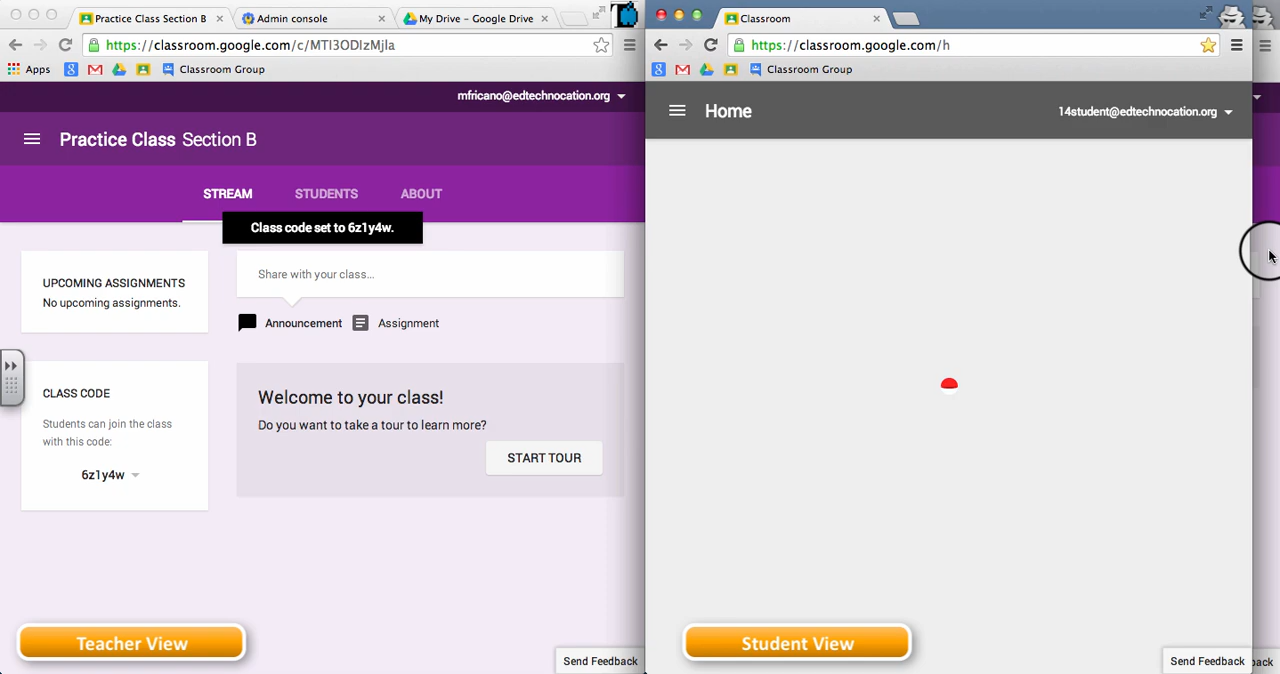 Practice Class Section B
Admin console
My Drive – Google Drive
https://classroom.google.com/c/MTI3ODIzMjla
Apps
Classroom Group
mfricano@edtechnocation.org
Practice Class Section B
STREAM
STUDENTS
ABOUT
Class code set to 6z1y4w.
UPCOMING ASSIGNMENTS
No upcoming assignments.
Share with your class...
Announcement
Assignment
CLASS CODE
Students can join the class
with this code:
6z1y4w
Welcome to your class!
Do you want to take a tour to learn more?
START TOUR
Teacher View
Send Feedback
Classroom
https://classroom.google.com/h
Classroom Group
Home
14student@edtechnocation.org
Student View
Send Feedback
back